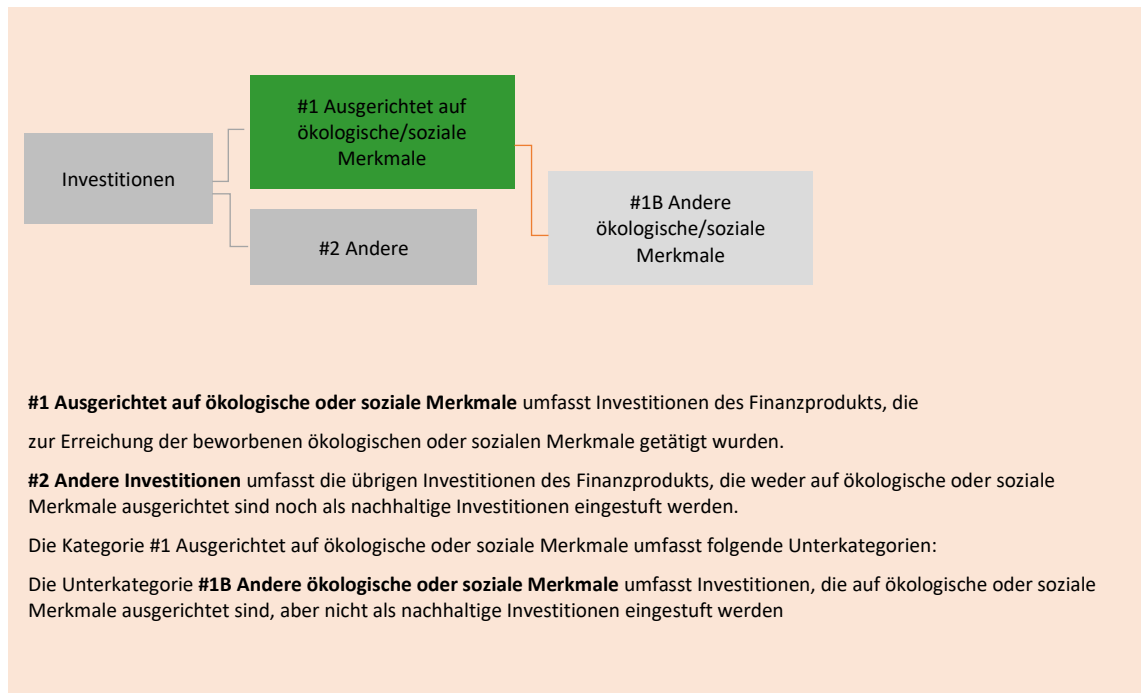 #1 Ausgerichtet auf
ökologische/soziale
Merkmale
Investitionen
#2 Andere
#1B Andere
ökologische/soziale
Merkmale
#1 Ausgerichtet auf ökologische oder soziale Merkmale umfasst Investitionen des Finanzprodukts, die
zur Erreichung der beworbenen ökologischen oder sozialen Merkmale getätigt wurden.
#2 Andere Investitionen umfasst die übrigen Investitionen des Finanzprodukts, die weder auf ökologische oder soziale
Merkmale ausgerichtet sind noch als nachhaltige Investitionen eingestuft werden.
Die Kategorie #1 Ausgerichtet auf ökologische oder soziale Merkmale umfasst folgende Unterkategorien:
Die Unterkategorie #1B Andere ökologische oder soziale Merkmale umfasst Investitionen, die auf ökologische oder soziale
Merkmale ausgerichtet sind, aber nicht als nachhaltige Investitionen eingestuft werden